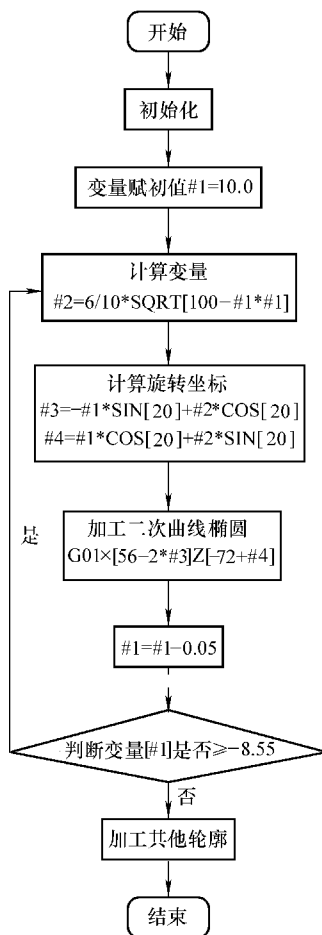 开始
初始化
变量赋初值#1=10.0
计算变量
#2=6/10*SQRT[100-#1*#1]
计算旋转坐标
#3=-#1*SIN[20]+#2*COS[20]
#4=#1*COS[20]+#2*SIN[20]
加工二次曲线椭圆
G01×[56-2*#3]Z[-72+#4]
是
#1=#1-0.05
判断变量[#1]是否≥-8.55
否
加工其他轮廓
结束